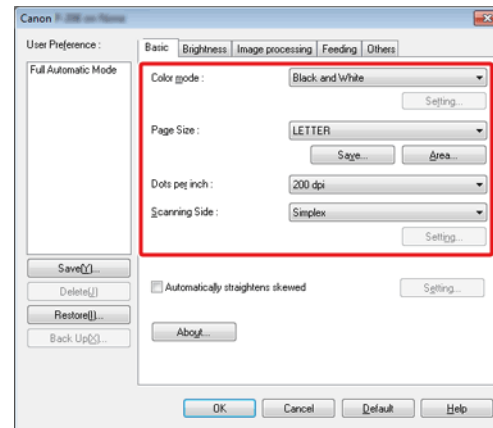 Canon
User Preference :
Full Automatic Mode
Save(Y)...
Delete(J)
Restore(I)...
Back Up(X)...
Basic Brightness Image processing Feeding Others
Color mode : Black and White
Setting...
Page Size : LETTER
Save... Area...
Dots per inch : 200 dpi
Scanning Side : Simplex
Setting...
Automatically straightens skewed Setting...
About...
OK Cancel Default Help